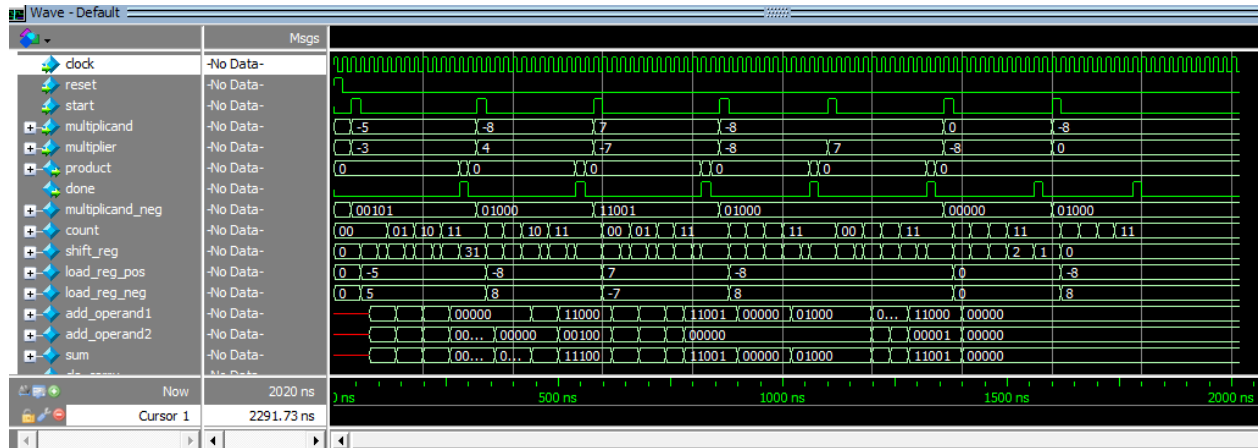 Wave - Default
Msgs
clock -No Data-
reset -No Data-
start -No Data-
multiplicand -No Data- -5 -8 7 -8 0 -8
multiplier -No Data- -3 4 -7 -8 7 -8 0
product -No Data- 0 0 0 0 0 0
done -No Data-
multiplicand_neg -No Data- 00101 01000 11001 01000 00000 01000
count -No Data- 00 01 10 11 10 11 00 01 11 11 00 11 11 11
shift_reg -No Data- 0 31 2 1 0
load_reg_pos -No Data- 0 -5 -8 7 -8 0 -8
load_reg_neg -No Data- 0 5 8 -7 8 0 8
add_operand1 -No Data- 00000 11000 11001 00000 01000 0... 11000 00000
add_operand2 -No Data- 00... 00000 00100 00000 00001 00000
sum -No Data- 00... 0... 11100 11001 00000 01000 11001 00000
Now 2020 ns
500 ns 1000 ns 1500 ns 2000 ns
Cursor 1 2291.73 ns